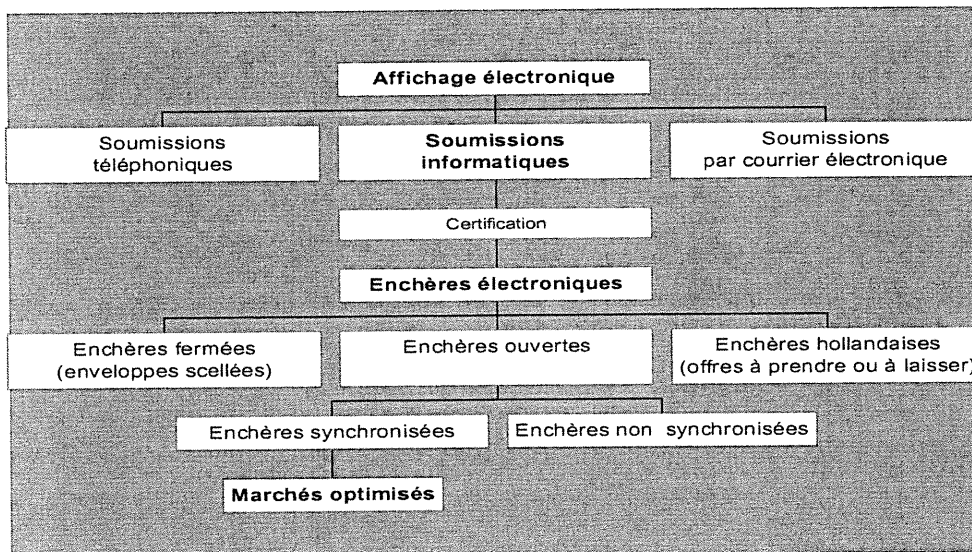 Affichage électronique
Soumissions
téléphoniques
Soumissions
informatiques
Soumissions
par courrier électronique
Certification
Enchères électroniques
Enchères fermées
(enveloppes scellées)
Enchères ouvertes
Enchères hollandaises
(offres à prendre ou à laisser)
Enchères synchronisées
Enchères non synchronisées
Marchés optimisés